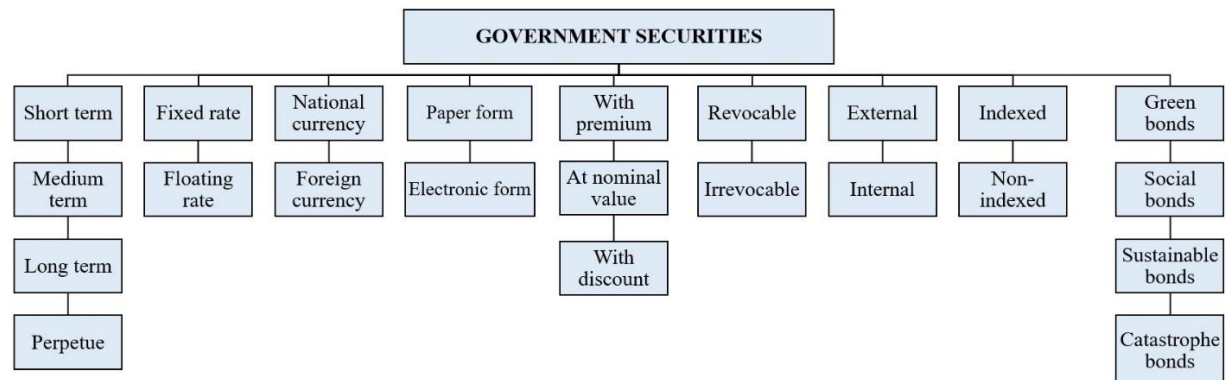 GOVERNMENT SECURITIES
Short term
Fixed rate
National
currency
Paper form
With
premium
Revocable
External
Indexed
Green
bonds
Medium
term
Floating
rate
Foreign
currency
Electronic form
At nominal
value
Irrevocable
Internal
Non-
indexed
Social
bonds
Long term
With
discount
Sustainable
bonds
Perpetue
Catastrophe
bonds